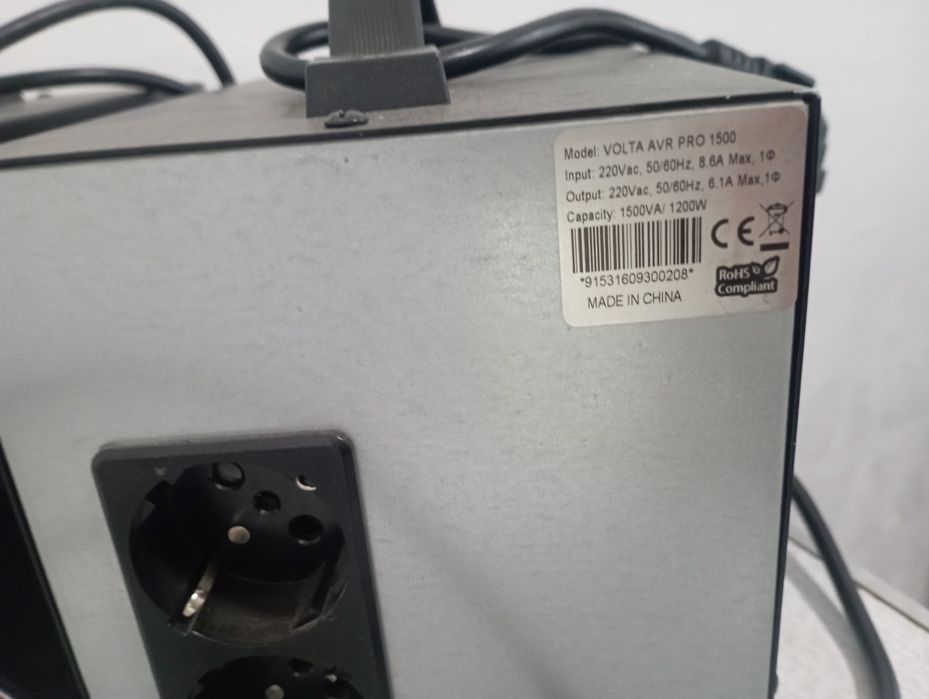 Model: VOLTA AVR PRO 1500
Input: 220Vac, 50/60Hz, 8.6A Max, 1Φ
Output: 220Vac, 50/60Hz, 6.1A Max,1Φ
Capacity: 1500VA/ 1200W
CE
*91531609300208*
RoHS
Compliant
MADE IN CHINA